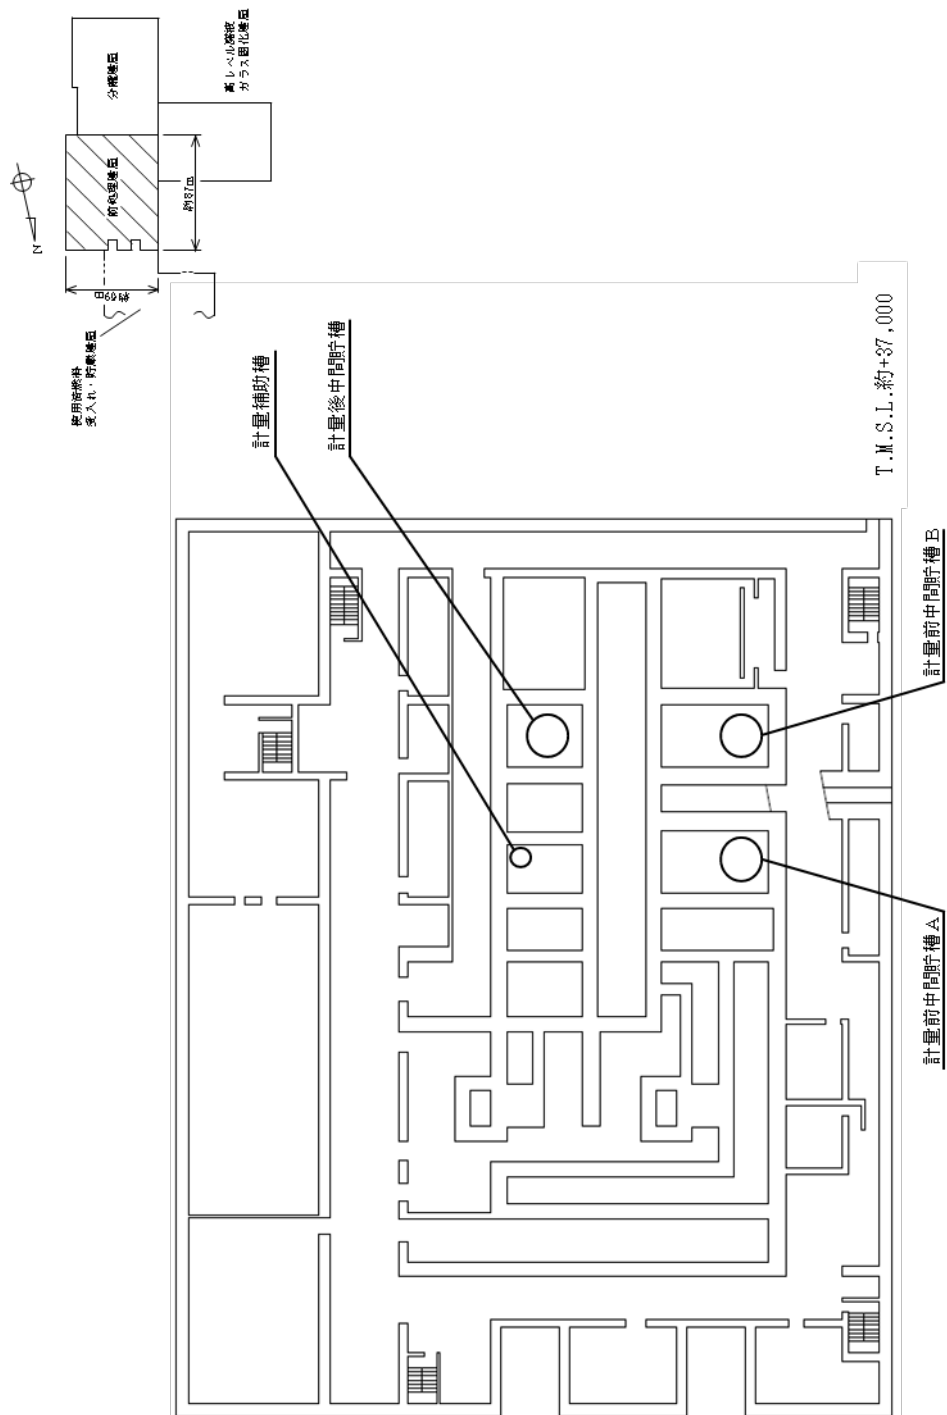 分離建屋
高レベル廃液
ガラス固化建屋
前処理建屋
約87m
N
約69m
使用済燃料
受入れ・貯蔵建屋
計量補助槽
計量後中間貯槽
T.M.S.L.約+37,000
計量前中間貯槽B
計量前中間貯槽A